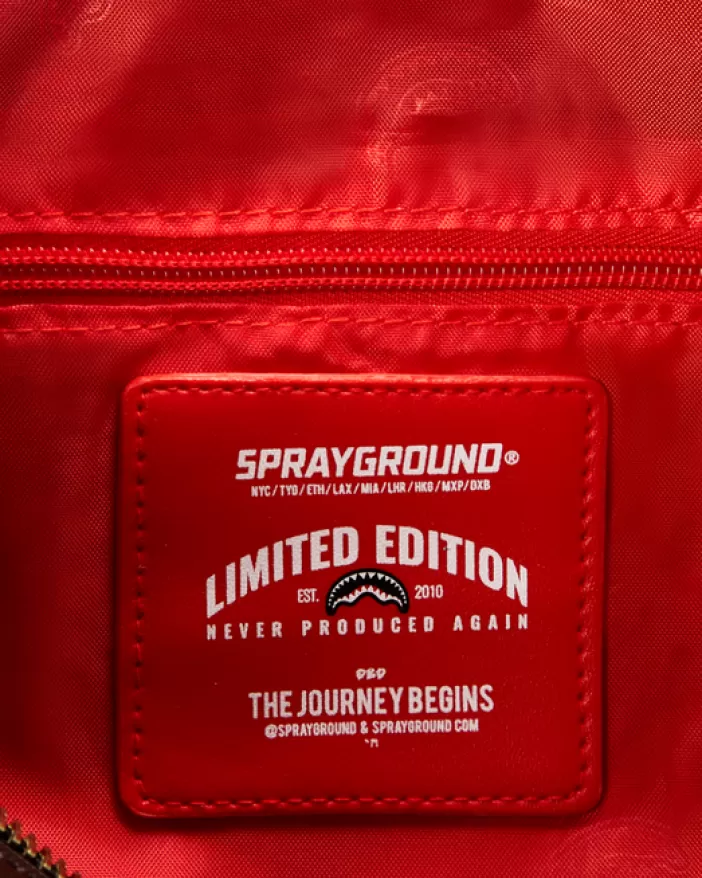 SPRAYGROUND®
NYC/TYO/ETH/LAX/MIA/LHR/HKG/MXP/DXB
LIMITED EDITION
EST. 2010
NEVER PRODUCED AGAIN
DBD
THE JOURNEY BEGINS
@SPRAYGROUND & SPRAYGROUND COM